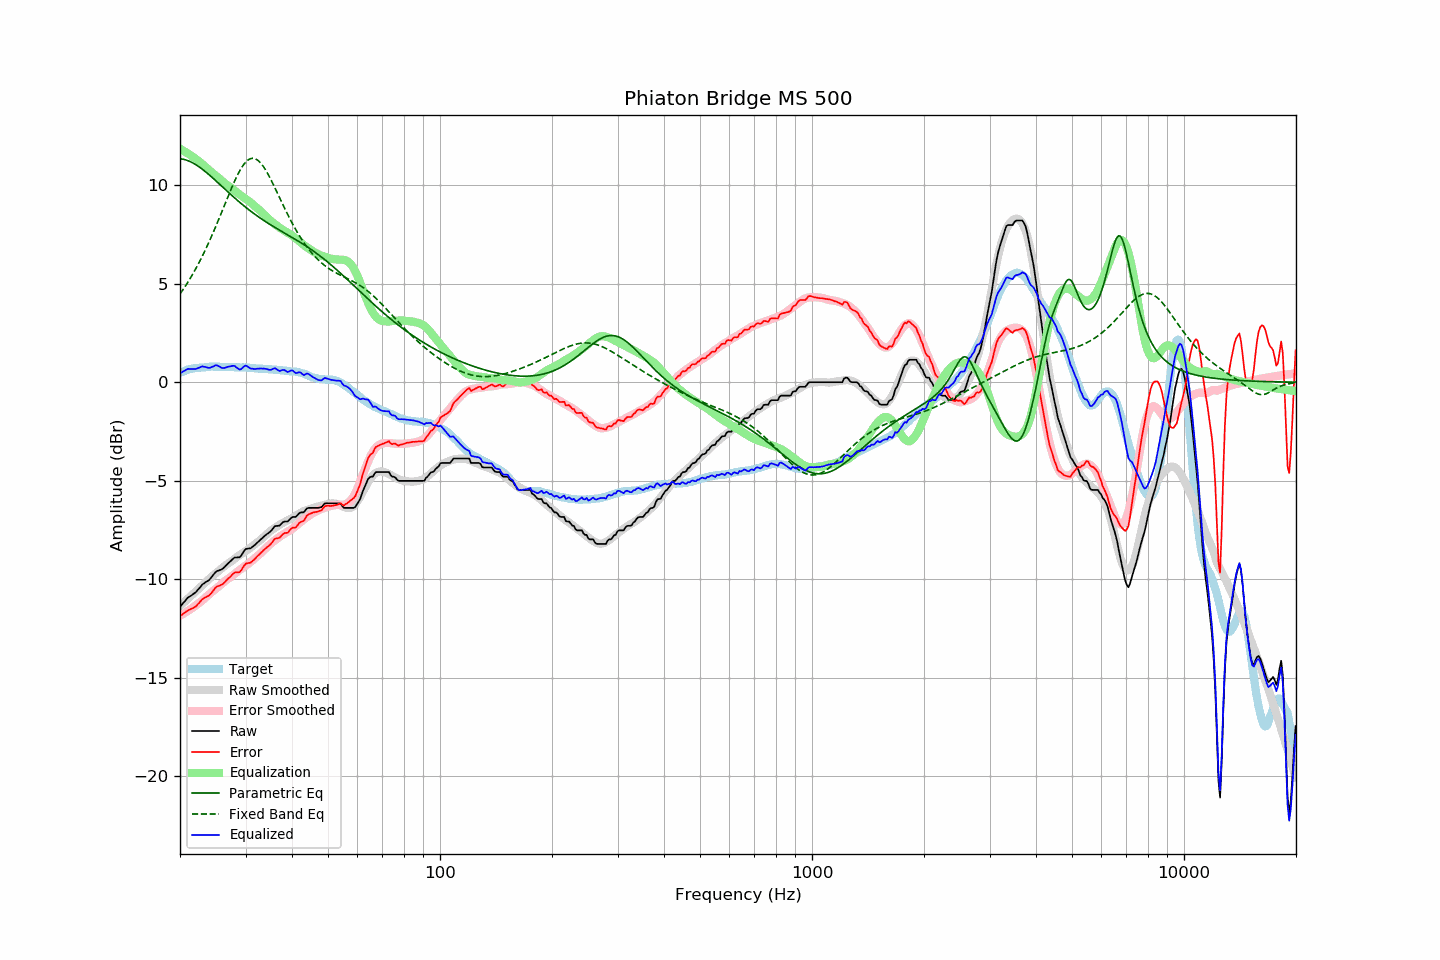 Phiaton Bridge MS 500
Amplitude (dBr)
10
5
0
−5
−10
−15
−20
Target
Raw Smoothed
Error Smoothed
Raw
Error
Equalization
Parametric Eq
Fixed Band Eq
Equalized
100
1000
10000
Frequency (Hz)